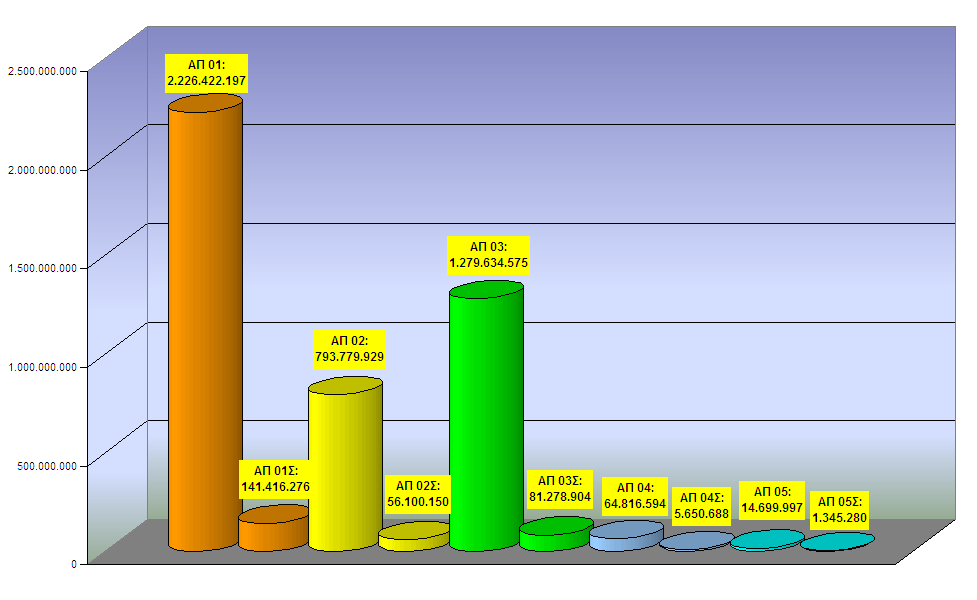 2.500.000.000
2.000.000.000
1.500.000.000
1.000.000.000
500.000.000
0
ΑΠ 01:
2.226.422.197
ΑΠ 01Σ:
141.416.276
ΑΠ 02:
793.779.929
ΑΠ 02Σ:
56.100.150
ΑΠ 03:
1.279.634.575
ΑΠ 03Σ:
81.278.904
ΑΠ 04:
64.816.594
ΑΠ 04Σ:
5.650.688
ΑΠ 05:
14.699.997
ΑΠ 05Σ:
1.345.280